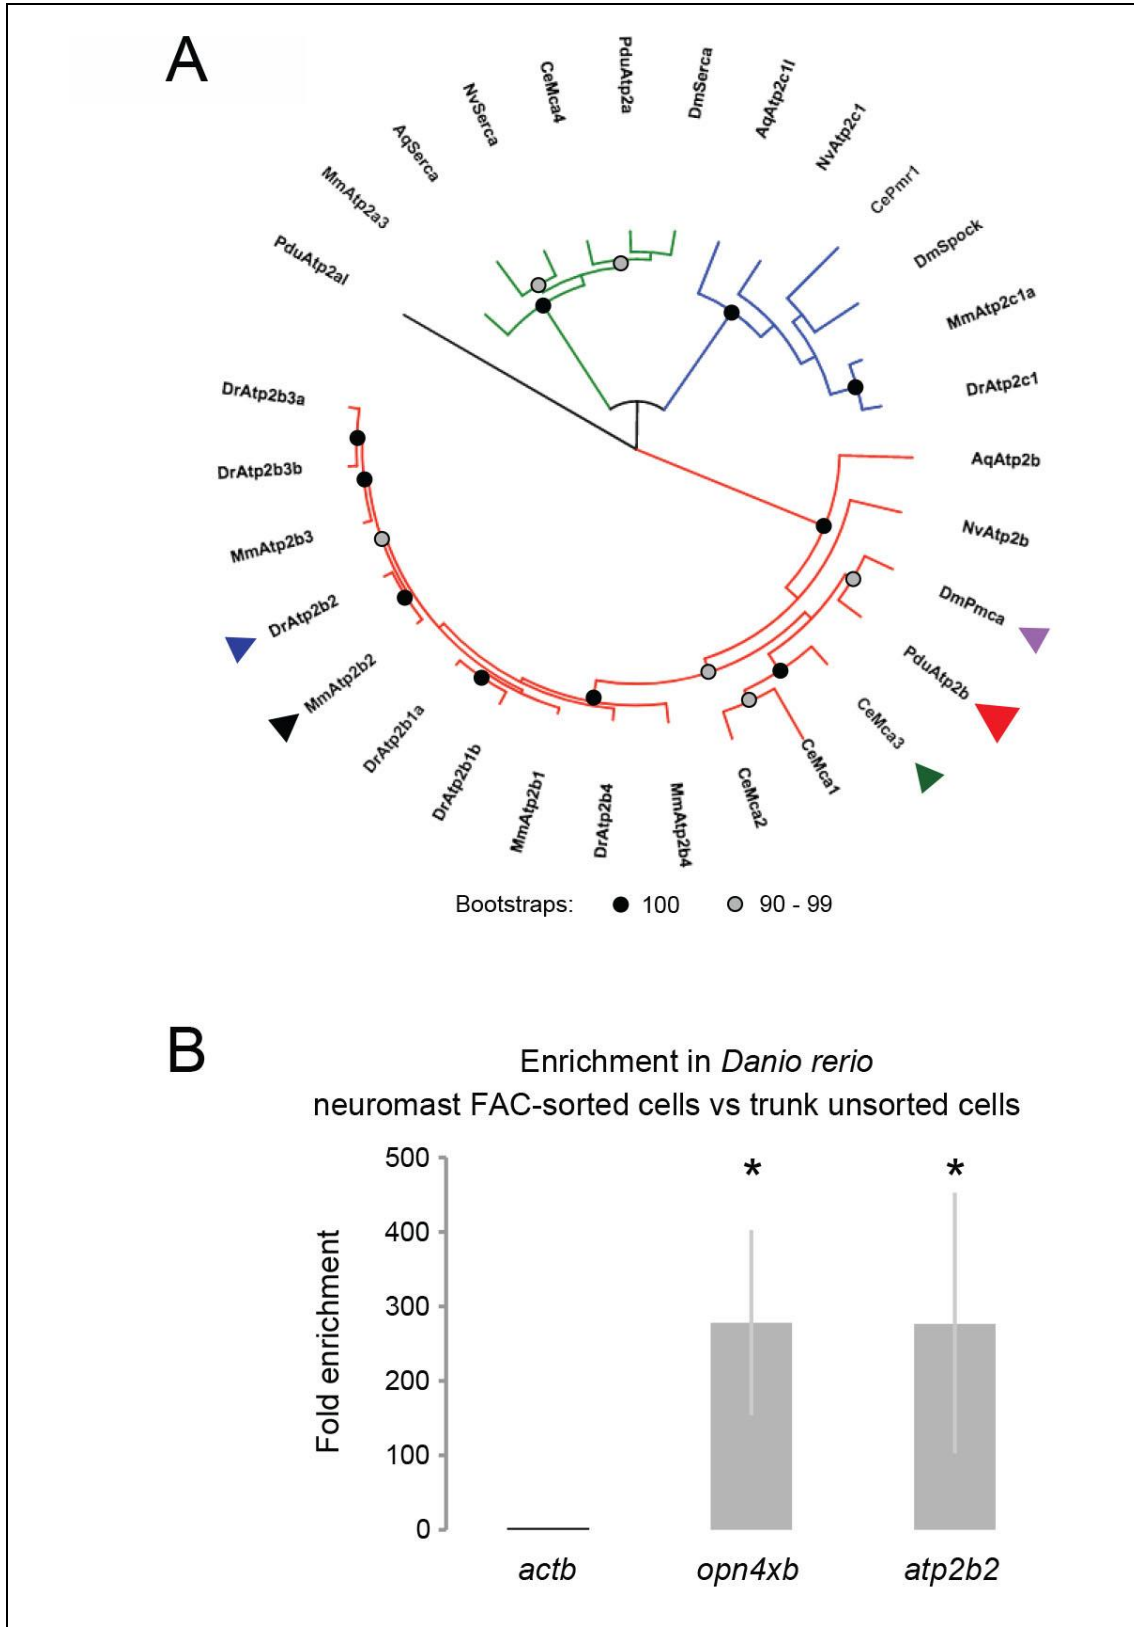 A
PduAtp2al
MmAtp2a3
AqSerca
NvSerca
CeMca4
PduAtp2a
DmSerca
AqAtp2c1l
NvAtp2c1
CePmr1
DmSpock
MmAtp2c1a
DrAtp2c1
AqAtp2b
NvAtp2b
DmPmca
PduAtp2b
CeMca3
CeMca1
CeMca2
MmAtp2b4
DrAtp2b4
MmAtp2b1
DrAtp2b1b
DrAtp2b1a
MmAtp2b2
DrAtp2b2
MmAtp2b3
DrAtp2b3b
DrAtp2b3a
Bootstraps: 100 90 - 99
B
Enrichment in Danio rerio
neuromast FAC-sorted cells vs trunk unsorted cells
Fold enrichment
500
400
300
200
100
0
* *
actb opn4xb atp2b2